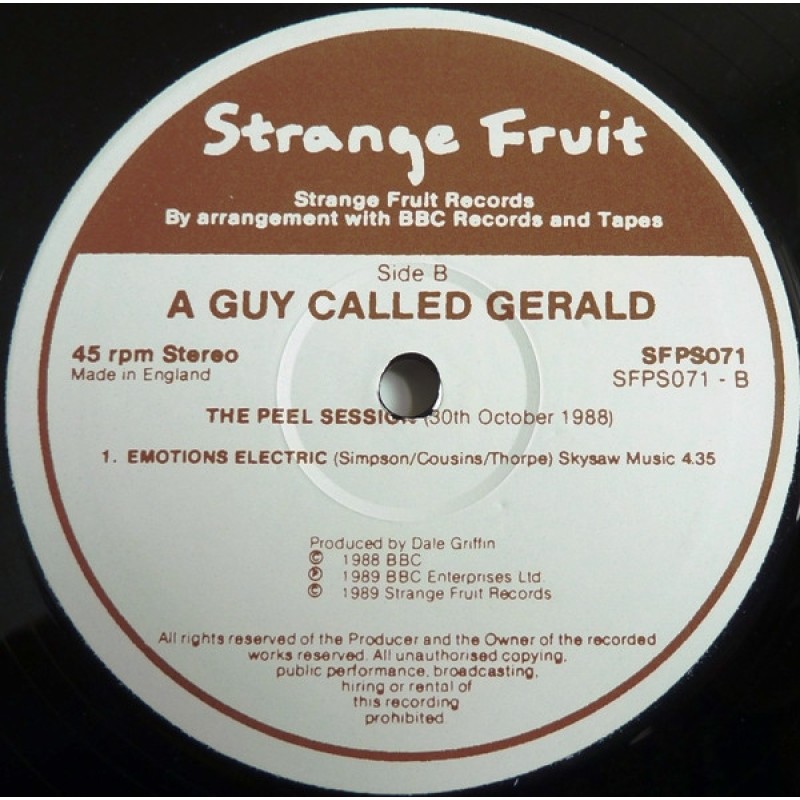 Strange Fruit
Strange Fruit Records
By arrangement with BBC Records and Tapes
Side B
A GUY CALLED GERALD
45 rpm Stereo SFPS071
Made in England SFPS071 - B
THE PEEL SESSION (30th October 1988)
1. EMOTIONS ELECTRIC (Simpson/Cousins/Thorpe) Skysaw Music 4.35
Produced by Dale Griffin
© 1988 BBC
℗ 1989 BBC Enterprises Ltd.
© 1989 Strange Fruit Records
All rights reserved of the Producer and the Owner of the recorded
works reserved. All unauthorised copying,
public performance, broadcasting,
hiring or rental of
this recording
prohibited